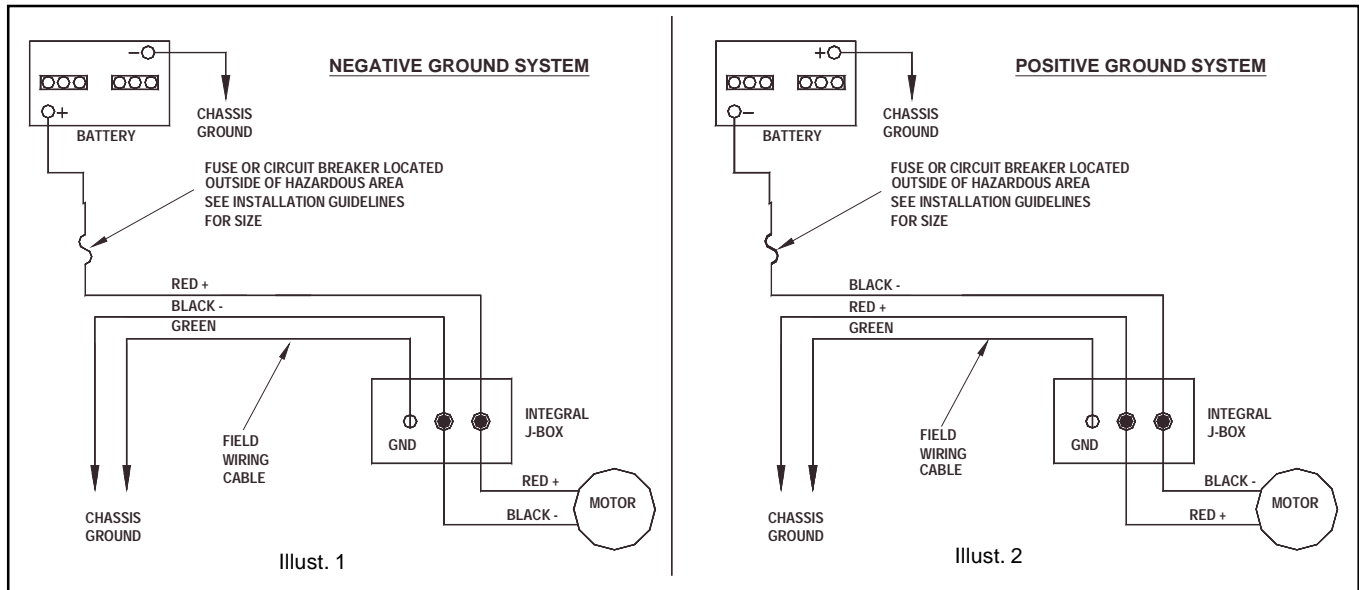 NEGATIVE GROUND SYSTEM
−
+
BATTERY
CHASSIS
GROUND
FUSE OR CIRCUIT BREAKER LOCATED
OUTSIDE OF HAZARDOUS AREA
SEE INSTALLATION GUIDELINES
FOR SIZE
RED +
BLACK -
GREEN
GND
INTEGRAL
J-BOX
FIELD
WIRING
CABLE
RED +
BLACK -
MOTOR
CHASSIS
GROUND
Illust. 1
POSITIVE GROUND SYSTEM
+
−
BATTERY
CHASSIS
GROUND
FUSE OR CIRCUIT BREAKER LOCATED
OUTSIDE OF HAZARDOUS AREA
SEE INSTALLATION GUIDELINES
FOR SIZE
BLACK -
RED +
GREEN
GND
INTEGRAL
J-BOX
FIELD
WIRING
CABLE
BLACK -
RED +
MOTOR
CHASSIS
GROUND
Illust. 2